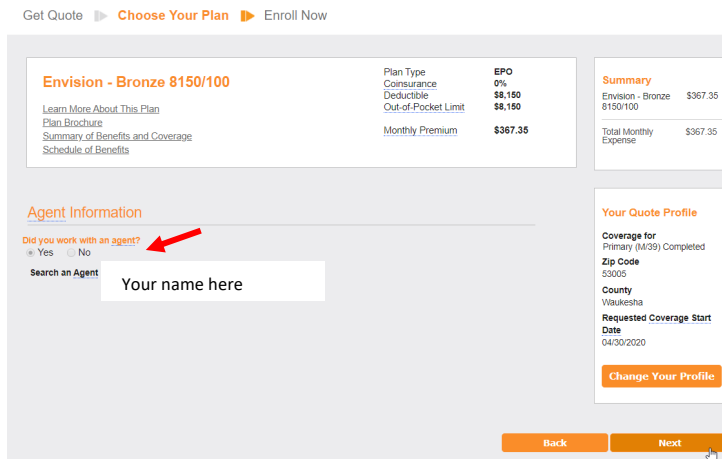 Get Quote Choose Your Plan Enroll Now
Envision - Bronze 8150/100
Learn More About This Plan
Plan Brochure
Summary of Benefits and Coverage
Schedule of Benefits
Plan Type EPO
Coinsurance 0%
Deductible $8,150
Out-of-Pocket Limit $8,150
Monthly Premium $367.35
Summary
Envision - Bronze $367.35
8150/100
Total Monthly $367.35
Expense
Agent Information
Did you work with an agent?
Yes No
Search an Agent
Your name here
Your Quote Profile
Coverage for
Primary (M/39) Completed
Zip Code
53005
County
Waukesha
Requested Coverage Start
Date
04/30/2020
Change Your Profile
Back Next